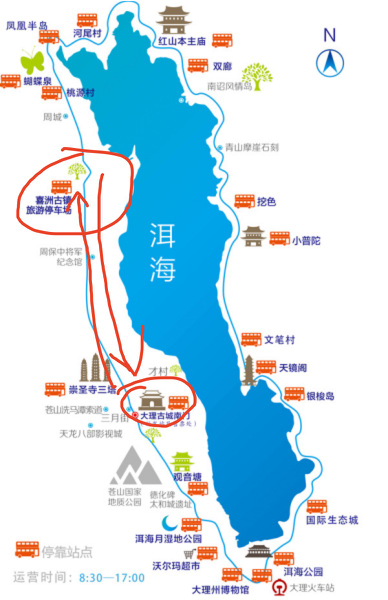 凤凰半岛
河尾村
红山本主庙
N
双廊
蝴蝶泉
桃源村
南诏风情岛
周城
青山摩崖石刻
喜洲古镇
旅游停车场
挖色
洱海
小普陀
周保中将军
纪念馆
文笔村
天镜阁
才村
崇圣寺三塔
银梭岛
苍山洗马潭索道
三月街
大理古城南门
天龙八部影视城
观音塘
苍山国家
地质公园
德化碑
太和城遗址
国际生态城
洱海月湿地公园
停靠站点
沃尔玛超市
洱海公园
运营时间：8:30—17:00
大理州博物馆
大理火车站